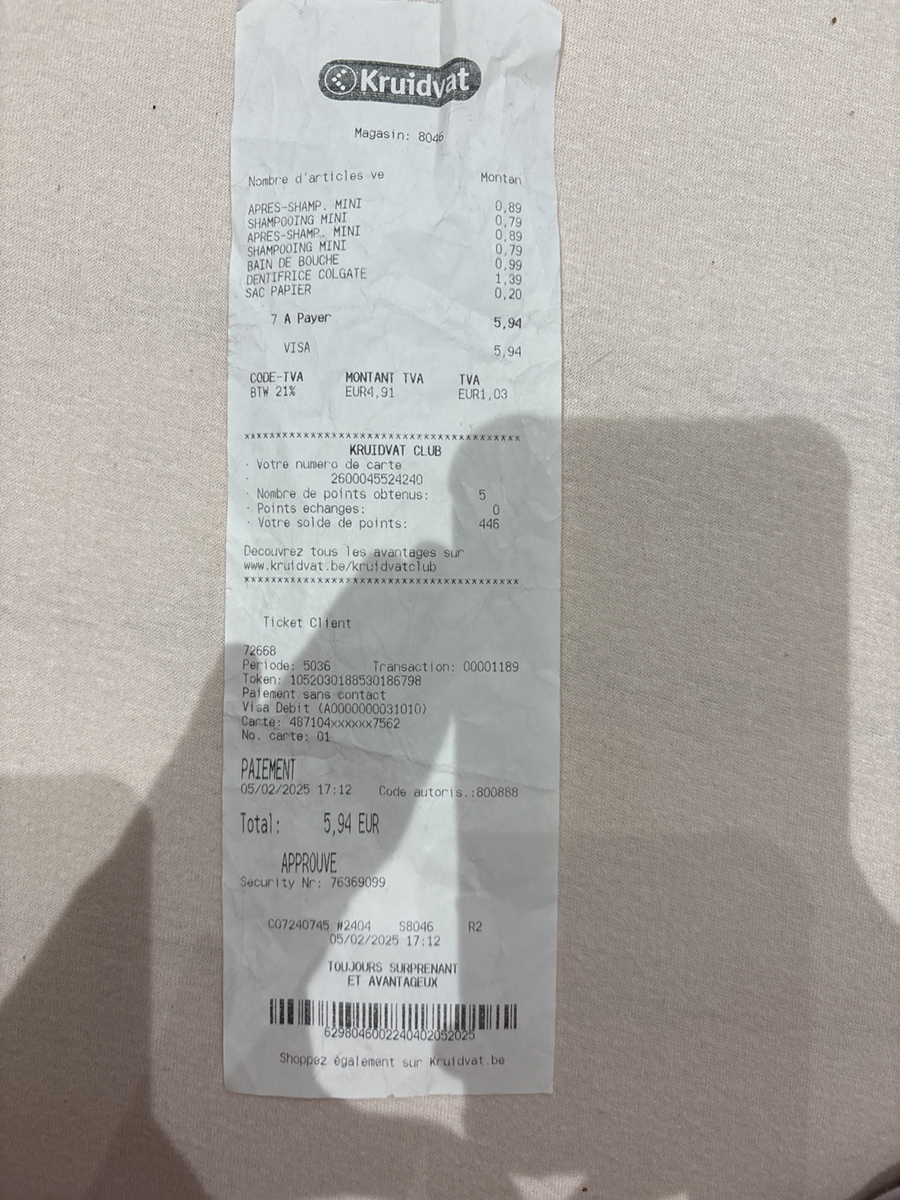 Kruidvat
Magasin: 8046
Nombre d'articles ve Montan
APRES-SHAMP. MINI 0,89
SHAMPOOING MINI 0,79
APRES-SHAMP. MINI 0,89
SHAMPOOING MINI 0,79
BAIN DE BOUCHE 0,99
DENTIFRICE COLGATE 1,39
SAC PAPIER 0,20
7 A Payer 5,94
VISA 5,94
CODE-TVA MONTANT TVA TVA
BTW 21% EUR4,91 EUR1,03
×××××××××××××××××××××××××××××××××××××××
KRUIDVAT CLUB
· Votre numero de carte
· 2600045524240
· Nombre de points obtenus: 5
· Points echanges: 0
· Votre solde de points: 446
Decouvrez tous les avantages sur
www.kruidvat.be/kruidvatclub
×××××××××××××××××××××××××××××××××××××××
Ticket Client
72668
Periode: 5036 Transaction: 00001189
Token: 1052030188530186798
Paiement sans contact
Visa Debit (A0000000031010)
Carte: 487104xxxxxx7562
No. carte: 01
PAIEMENT
05/02/2025 17:12 Code autoris.:800888
Total: 5,94 EUR
APPROUVE
Security Nr: 76369099
C07240745 #2404 S8046 R2
05/02/2025 17:12
TOUJOURS SURPRENANT
ET AVANTAGEUX
6298046002240402052025
Shoppez également sur Kruidvat.be